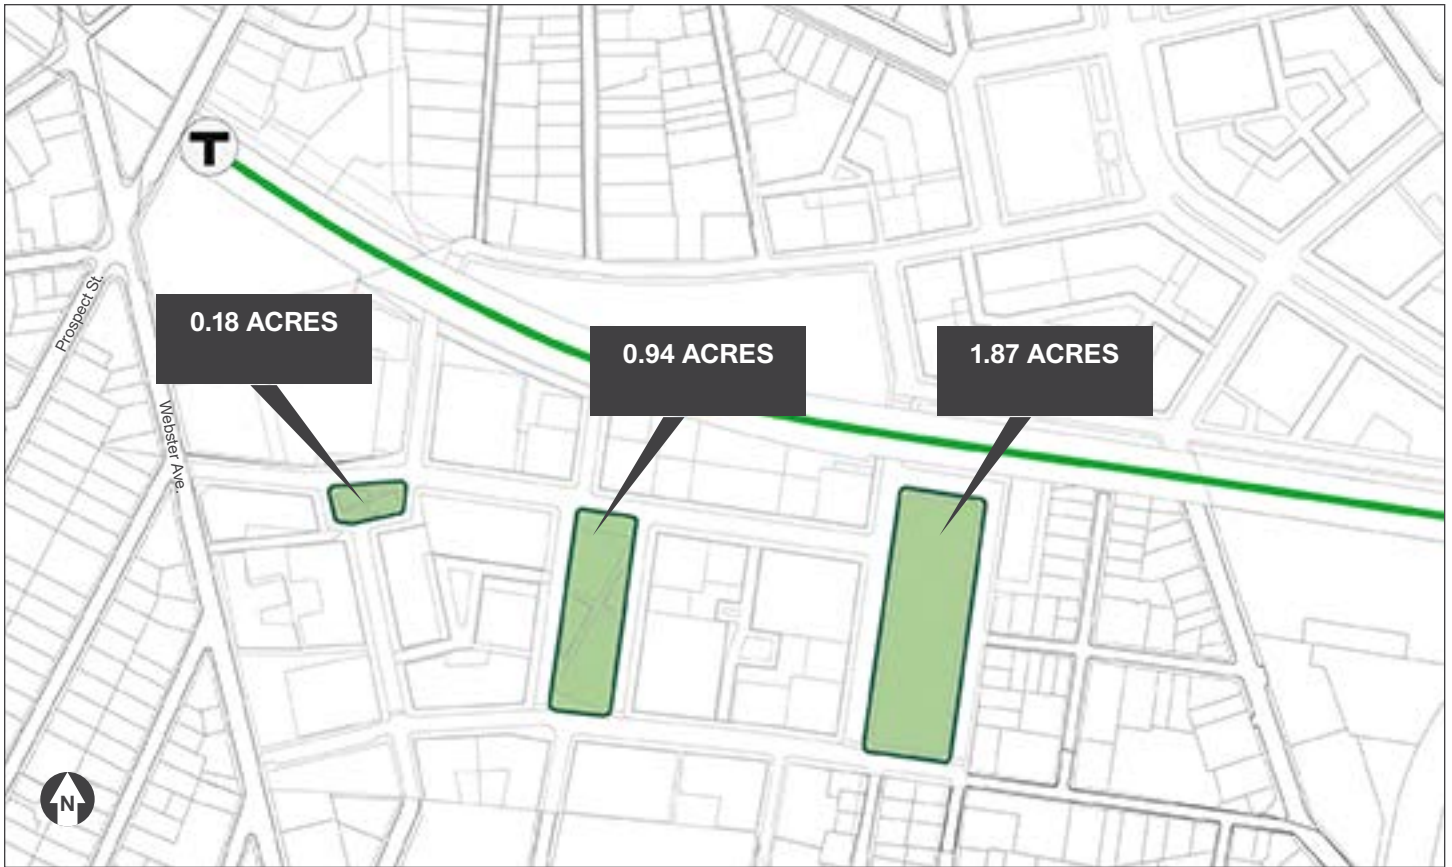 T
Prospect St.
0.18 ACRES
0.94 ACRES
1.87 ACRES
Webster Ave.
N